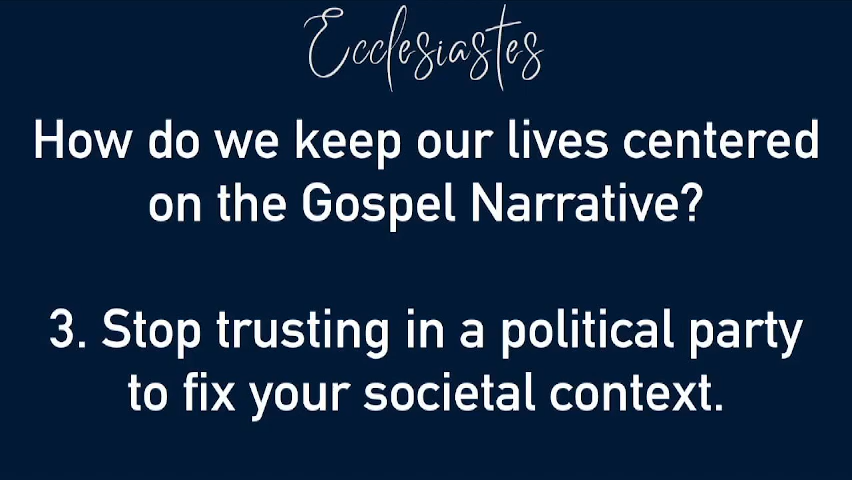 Ecclesiastes
How do we keep our lives centered
on the Gospel Narrative?
3. Stop trusting in a political party
to fix your societal context.